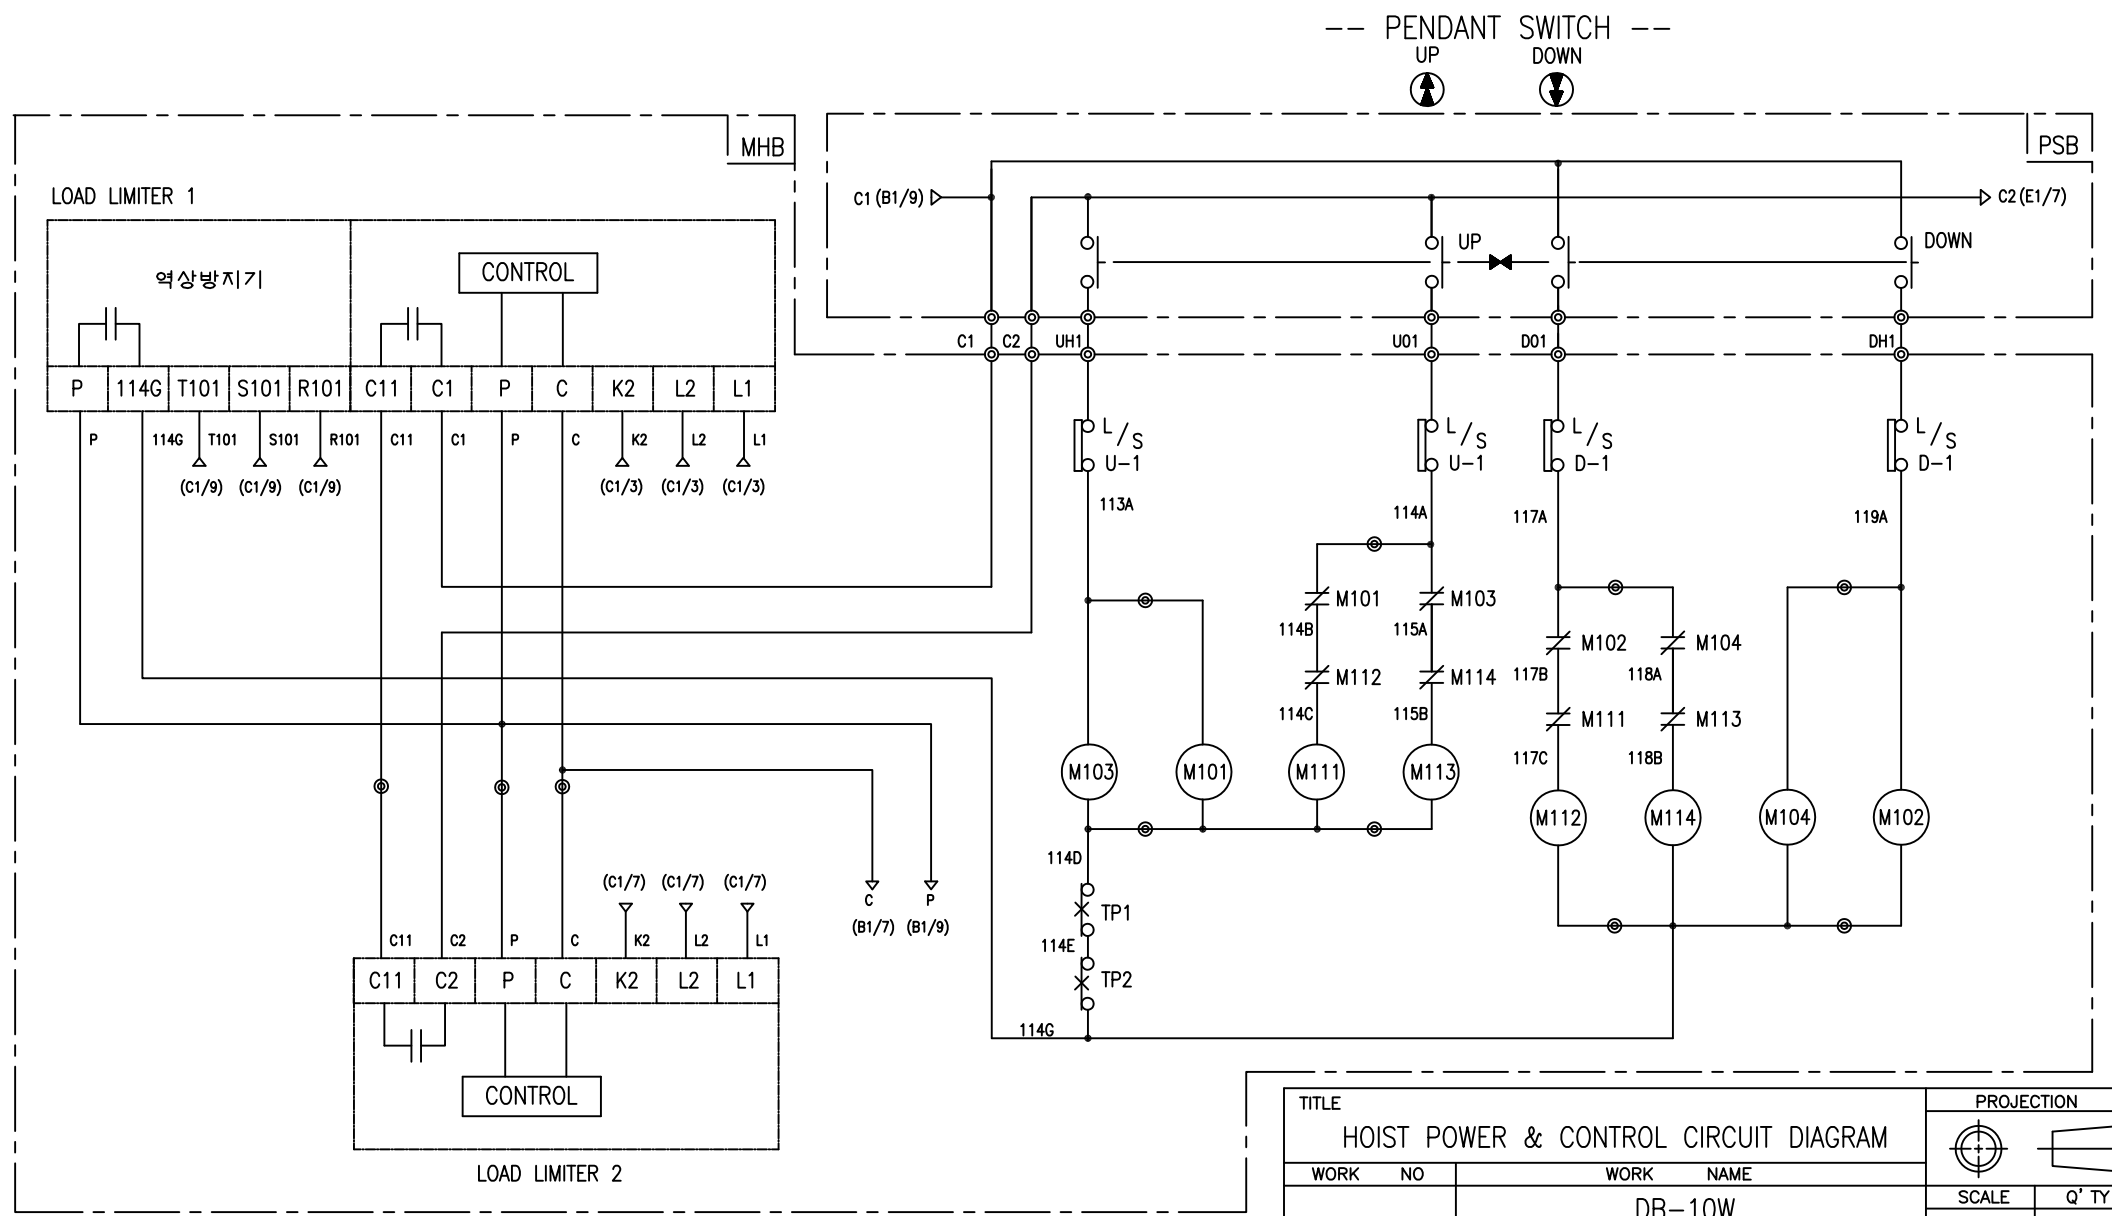 -- PENDANT SWITCH --
UP DOWN
MHB
PSB
LOAD LIMITER 1
C1 (B1/9)
C2 (E1/7)
역상방지기
CONTROL
UP
DOWN
C1 C2 UH1 U01 D01 DH1
P 114G T101 S101 R101 C11 C1 P C K2 L2 L1
P 114G T101 S101 R101 C11 C1 P C K2 L2 L1
(C1/9) (C1/9) (C1/9) (C1/3) (C1/3) (C1/3)
L/S L/S L/S L/S
U-1 U-1 D-1 D-1
113A 114A 117A 119A
M101 M103
114B 115A
M102 M104
117B 118A
M112 M114
114C 115B
M111 M113
117C 118B
M103 M101 M111 M113
M112 M114 M104 M102
114D
TP1
114E
TP2
114G
(C1/7) (C1/7) (C1/7)
C P
(B1/7) (B1/9)
C11 C2 P C K2 L2 L1
C11 C2 P C K2 L2 L1
CONTROL
LOAD LIMITER 2
TITLE
HOIST POWER & CONTROL CIRCUIT DIAGRAM
PROJECTION
WORK NO
WORK NAME
SCALE
Q'TY
DR-10W